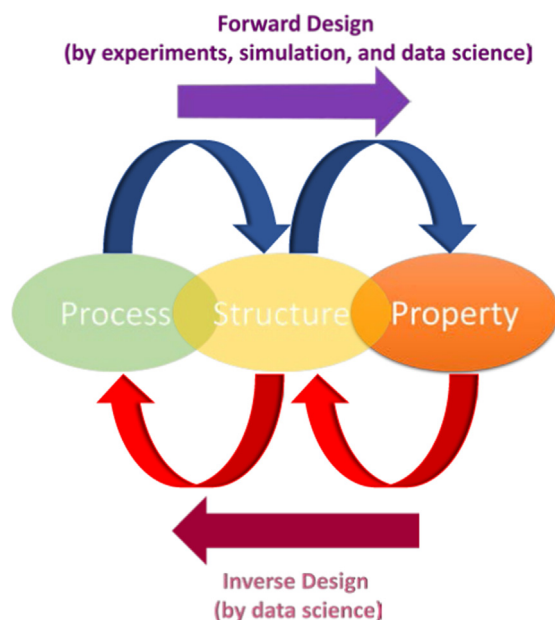 Forward Design
(by experiments, simulation, and data science)
Process Structure Property
Inverse Design
(by data science)